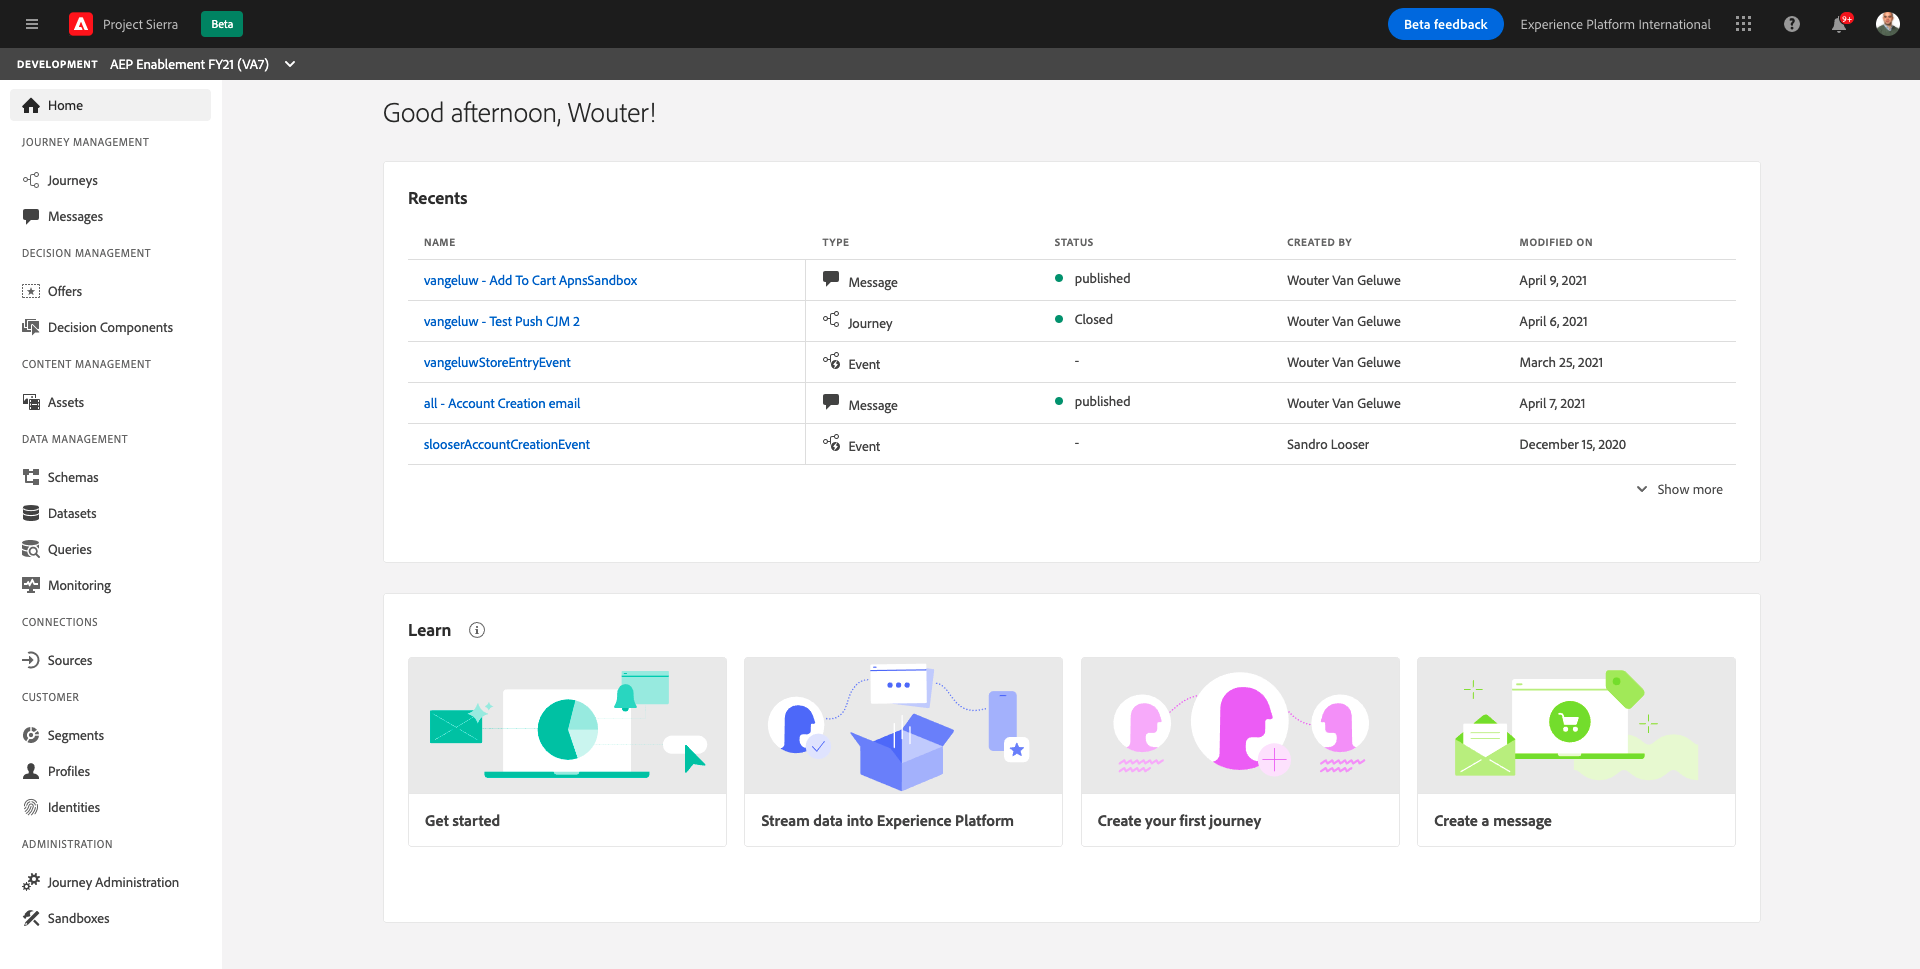 Project Sierra Beta Beta feedback Experience Platform International 9+
DEVELOPMENT AEP Enablement FY21 (VA7)
Home
JOURNEY MANAGEMENT
Journeys
Messages
DECISION MANAGEMENT
Offers
Decision Components
CONTENT MANAGEMENT
Assets
DATA MANAGEMENT
Schemas
Datasets
Queries
Monitoring
CONNECTIONS
Sources
CUSTOMER
Segments
Profiles
Identities
ADMINISTRATION
Journey Administration
Sandboxes
Good afternoon, Wouter!
Recents
NAME TYPE STATUS CREATED BY MODIFIED ON
vangeluw - Add To Cart ApnsSandbox Message published Wouter Van Geluwe April 9, 2021
vangeluw - Test Push CJM 2 Journey Closed Wouter Van Geluwe April 6, 2021
vangeluwStoreEntryEvent Event - Wouter Van Geluwe March 25, 2021
all - Account Creation email Message published Wouter Van Geluwe April 7, 2021
slooserAccountCreationEvent Event - Sandro Looser December 15, 2020
Show more
Learn
Get started
Stream data into Experience Platform
Create your first journey
Create a message